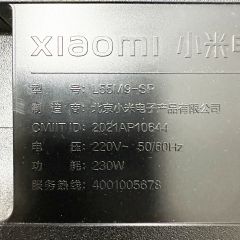 xiaomi 小米
型 号: L55M9-SP
制 造 商: 北京小米电子产品有限公司
CMIIT ID: 2021AP10644
电 压: 220V~ 50/60Hz
功 耗: 230W
服务热线: 4001005678